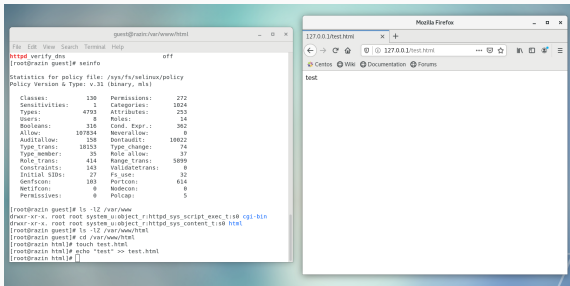 guest@razin:/var/www/html
File Edit View Search Terminal Help
httpd_verify_dns off
[root@razin guest]# seinfo
Statistics for policy file: /sys/fs/selinux/policy
Policy Version & Type: v.31 (binary, mls)
Classes: 130 Permissions: 272
Sensitivities: 1 Categories: 1024
Types: 4793 Attributes: 253
Users: 8 Roles: 14
Booleans: 316 Cond. Expr.: 362
Allow: 107834 Neverallow: 0
Auditallow: 158 Dontaudit: 10022
Type_trans: 18153 Type_change: 74
Type_member: 35 Role allow: 37
Role_trans: 414 Range_trans: 5899
Constraints: 143 Validatetrans: 0
Initial SIDs: 27 Fs_use: 32
Genfscon: 103 Portcon: 614
Netifcon: 0 Nodecon: 0
Permissives: 0 Polcap: 5
[root@razin guest]# ls -lZ /var/www
drwxr-xr-x. root root system_u:object_r:httpd_sys_script_exec_t:s0 cgi-bin
drwxr-xr-x. root root system_u:object_r:httpd_sys_content_t:s0 html
[root@razin guest]# ls -lZ /var/www/html
[root@razin guest]# cd /var/www/html
[root@razin html]# touch test.html
[root@razin html]# echo "test" >> test.html
[root@razin html]#
Mozilla Firefox
127.0.0.1/test.html
127.0.0.1/test.html
Centos Wiki Documentation Forums
test